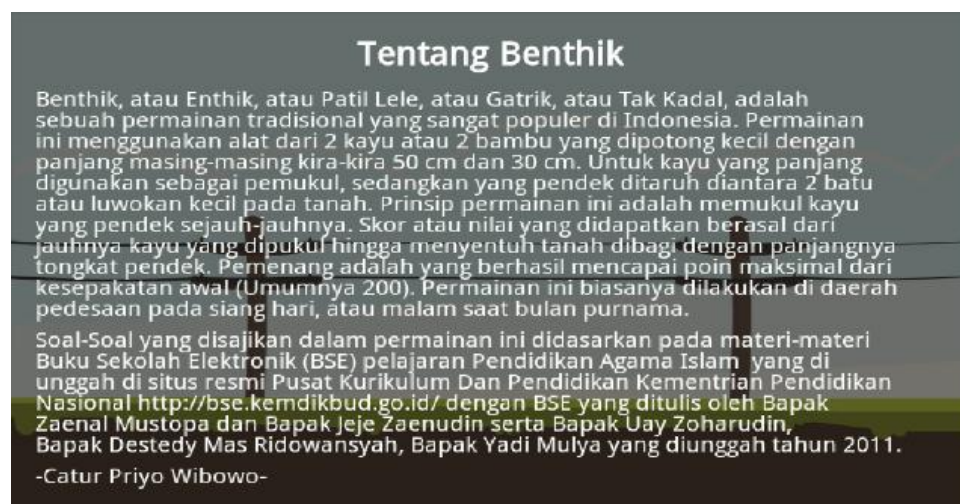 Tentang Benthik
Benthik, atau Enthik, atau Patil Lele, atau Gatrik, atau Tak Kadal, adalah
sebuah permainan tradisional yang sangat populer di Indonesia. Permainan
ini menggunakan alat dari 2 kayu atau 2 bambu yang dipotong kecil dengan
panjang masing-masing kira-kira 50 cm dan 30 cm. Untuk kayu yang panjang
digunakan sebagai pemukul, sedangkan yang pendek ditaruh diantara 2 batu
atau luwokan kecil pada tanah. Prinsip permainan ini adalah memukul kayu
yang pendek sejauh-jauhnya. Skor atau nilai yang didapatkan berasal dari
jauhnya kayu yang dipukul hingga menyentuh tanah dibagi dengan panjangnya
tongkat pendek. Pemenang adalah yang berhasil mencapai poin maksimal dari
kesepakatan awal (Umumnya 200). Permainan ini biasanya dilakukan di daerah
pedesaan pada siang hari, atau malam saat bulan purnama.
Soal-Soal yang disajikan dalam permainan ini didasarkan pada materi-materi
Buku Sekolah Elektronik (BSE) pelajaran Pendidikan Agama Islam yang di
unggah di situs resmi Pusat Kurikulum Dan Pendidikan Kementrian Pendidikan
Nasional http://bse.kemdikbud.go.id/ dengan BSE yang ditulis oleh Bapak
Zaenal Mustopa dan Bapak Jeje Zaenudin serta Bapak Uay Zoharudin,
Bapak Destedy Mas Ridowansyah, Bapak Yadi Mulya yang diunggah tahun 2011.
-Catur Priyo Wibowo-